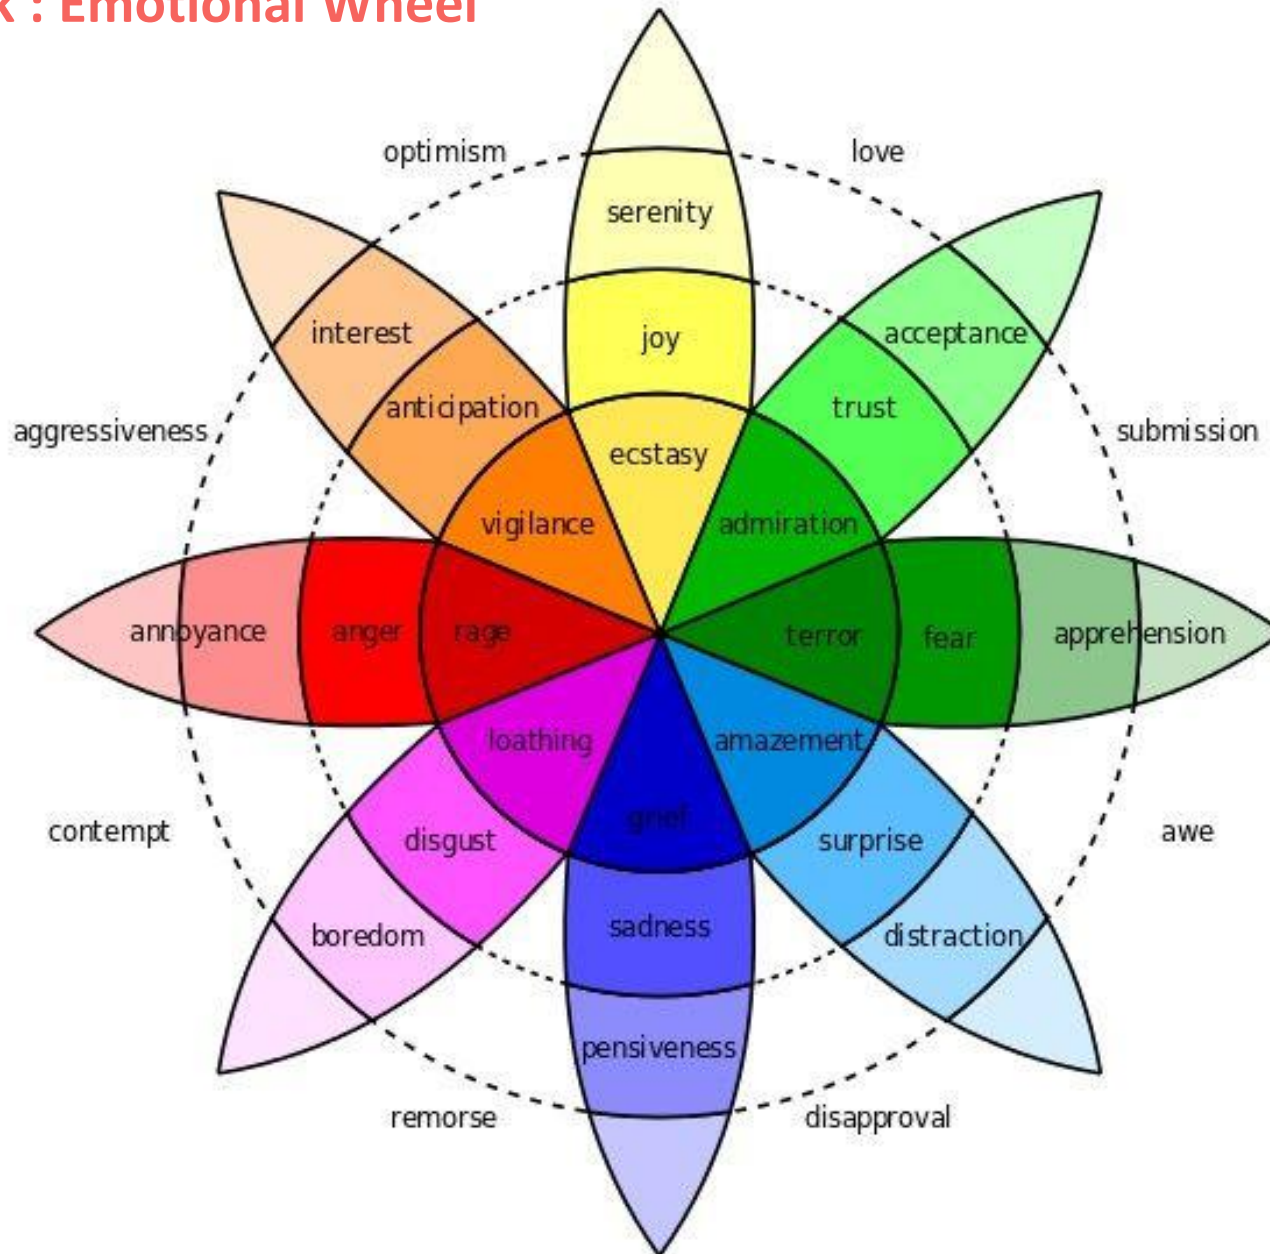 k : Emotional Wheel
optimism
love
serenity
interest
acceptance
joy
anticipation
trust
aggressiveness
submission
ecstasy
vigilance
admiration
annoyance
anger
rage
terror
fear
apprehension
loathing
amazement
grief
contempt
awe
disgust
surprise
sadness
boredom
distraction
pensiveness
remorse
disapproval